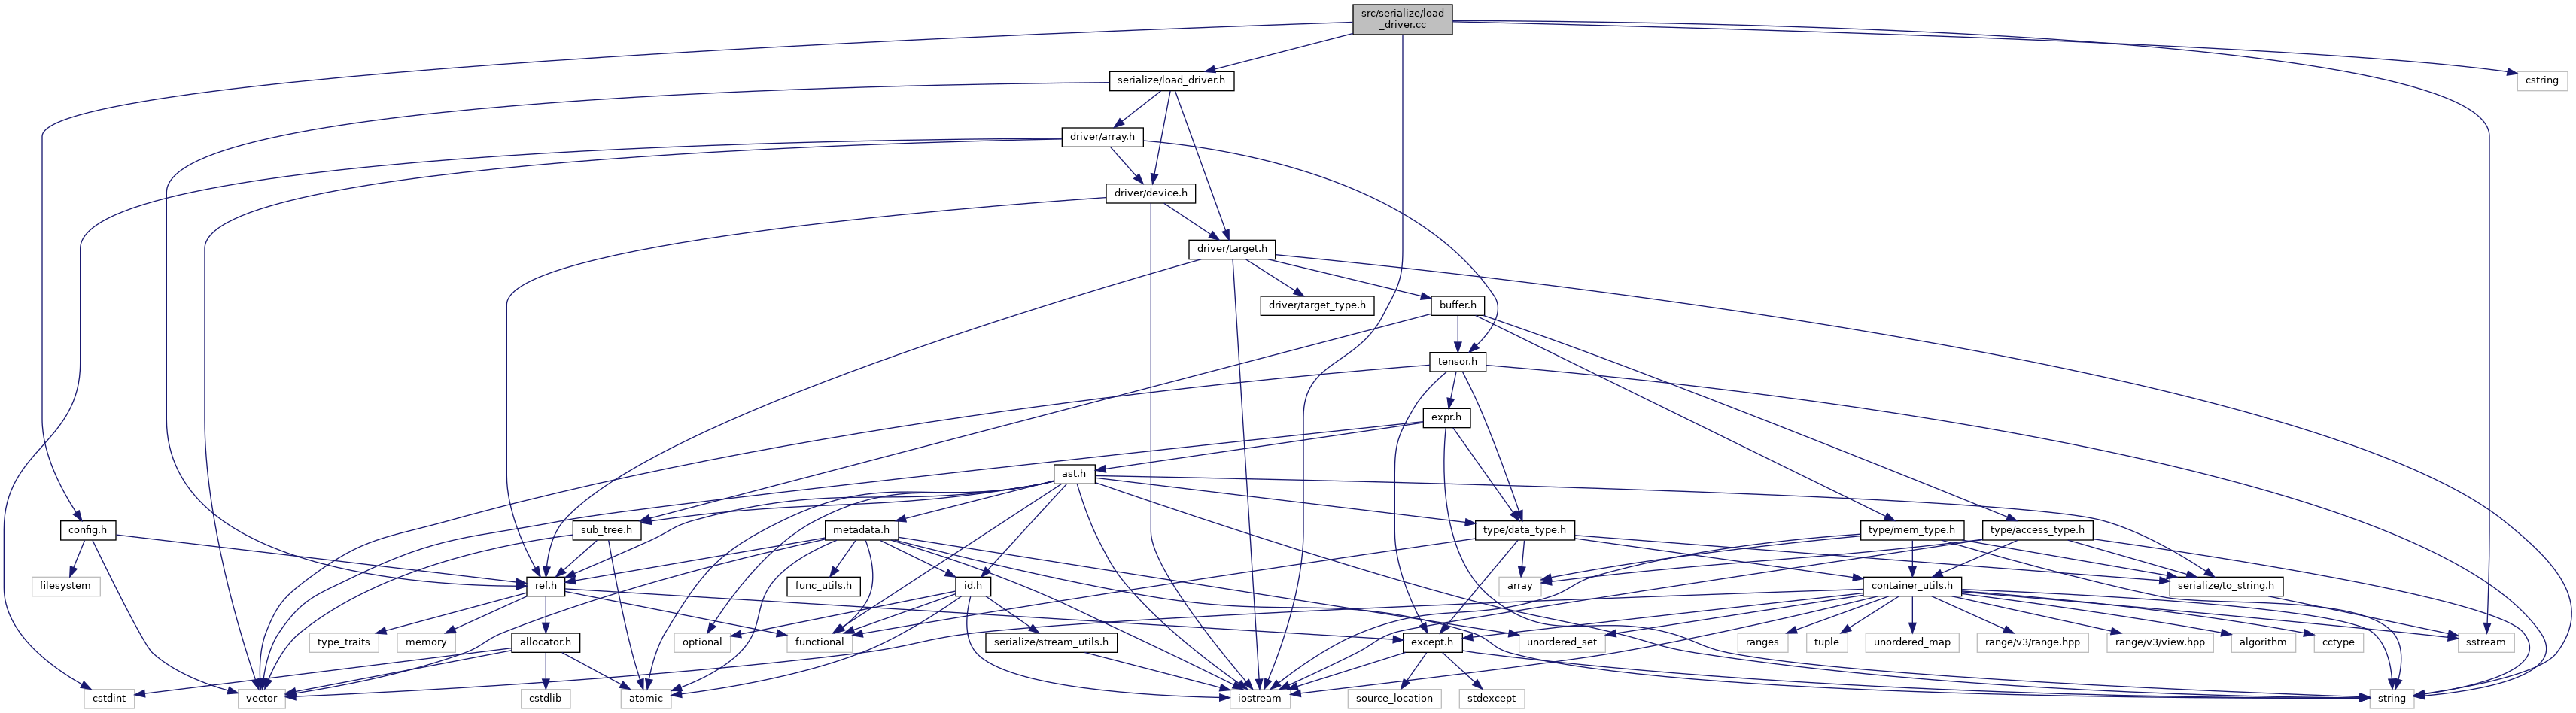 src/serialize/load
_driver.cc
serialize/load_driver.h
cstring
driver/array.h
driver/device.h
driver/target.h
driver/target_type.h
buffer.h
tensor.h
expr.h
ast.h
config.h
sub_tree.h
metadata.h
type/data_type.h
type/mem_type.h
type/access_type.h
filesystem
ref.h
func_utils.h
id.h
array
container_utils.h
serialize/to_string.h
type_traits
memory
allocator.h
optional
functional
serialize/stream_utils.h
except.h
unordered_set
ranges
tuple
unordered_map
range/v3/range.hpp
range/v3/view.hpp
algorithm
cctype
sstream
cstdint
vector
cstdlib
atomic
iostream
source_location
stdexcept
string